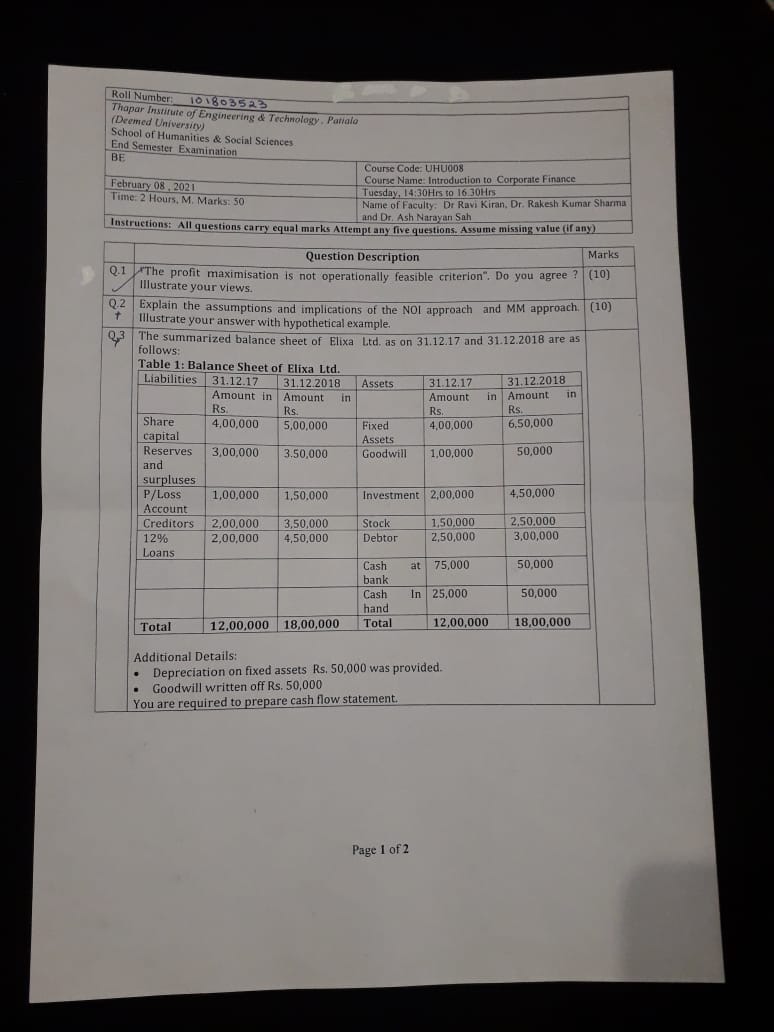 Roll Number: 101803523
Thapar Institute of Engineering & Technology, Patiala
(Deemed University)
School of Humanities & Social Sciences
End Semester Examination
BE
Course Code: UHU008
Course Name: Introduction to Corporate Finance
February 08, 2021
Tuesday, 14:30Hrs to 16.30Hrs
Time: 2 Hours, M. Marks: 50
Name of Faculty: Dr Ravi Kiran, Dr. Rakesh Kumar Sharma
and Dr. Ash Narayan Sah
Instructions: All questions carry equal marks Attempt any five questions. Assume missing value (if any)
Question Description Marks
Q.1 "The profit maximisation is not operationally feasible criterion". Do you agree ? (10)
Illustrate your views.
Q.2 Explain the assumptions and implications of the NOI approach and MM approach. (10)
Illustrate your answer with hypothetical example.
Q.3 The summarized balance sheet of Elixa Ltd. as on 31.12.17 and 31.12.2018 are as
follows:
Table 1: Balance Sheet of Elixa Ltd.
Liabilities 31.12.17 31.12.2018 Assets 31.12.17 31.12.2018
Amount in Amount in Amount in Amount in
Rs. Rs. Rs. Rs.
Share 4,00,000 5,00,000 Fixed 4,00,000 6,50,000
capital Assets
Reserves 3,00,000 3.50,000 Goodwill 1,00,000 50,000
and
surpluses
P/Loss 1,00,000 1,50,000 Investment 2,00,000 4,50,000
Account
Creditors 2,00,000 3,50,000 Stock 1,50,000 2,50,000
12% 2,00,000 4,50,000 Debtor 2,50,000 3,00,000
Loans
Cash at 75,000 50,000
bank
Cash In 25,000 50,000
hand
Total 12,00,000 18,00,000 Total 12,00,000 18,00,000
Additional Details:
• Depreciation on fixed assets Rs. 50,000 was provided.
• Goodwill written off Rs. 50,000
You are required to prepare cash flow statement.
Page 1 of 2